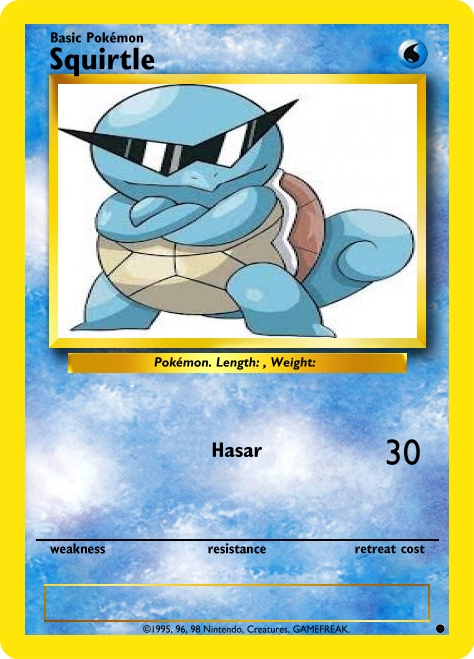 Basic Pokémon
Squirtle
Pokémon. Length: , Weight:
Hasar 30
weakness resistance retreat cost
©1995, 96, 98 Nintendo, Creatures, GAMEFREAK.